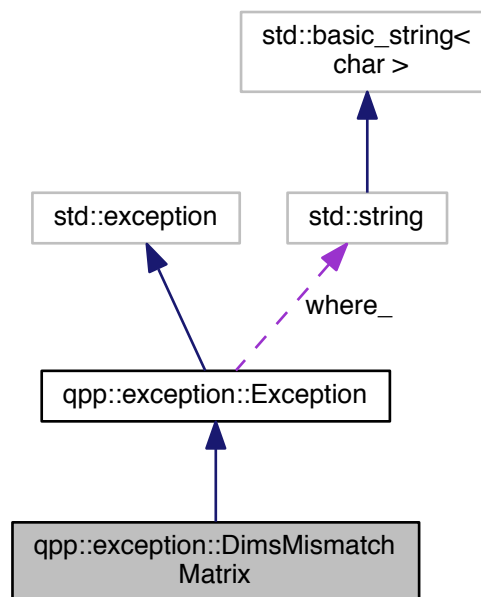 std::basic_string<
char >
std::exception
std::string
where_
qpp::exception::Exception
qpp::exception::DimsMismatch
Matrix